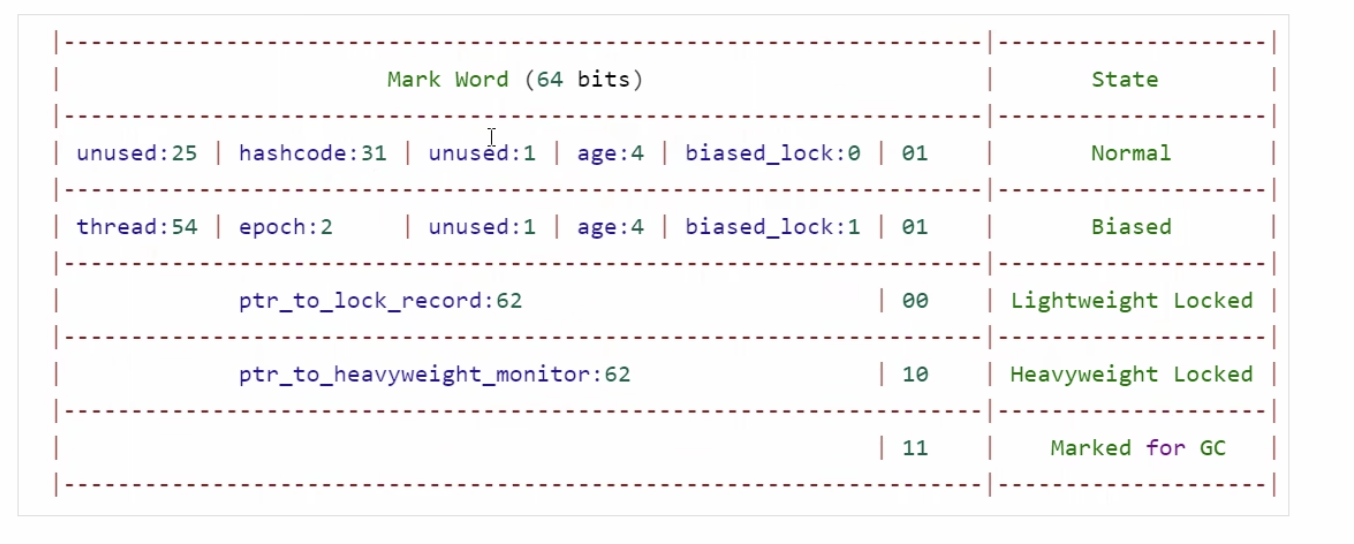 |--------------------------------------------------------------------|--------------------|
| Mark Word (64 bits) | State |
|--------------------------------------------------------------------|--------------------|
| unused:25 | hashcode:31 | unused:1 | age:4 | biased_lock:0 | 01 | Normal |
|--------------------------------------------------------------------|--------------------|
| thread:54 | epoch:2 | unused:1 | age:4 | biased_lock:1 | 01 | Biased |
|--------------------------------------------------------------------|--------------------|
| ptr_to_lock_record:62 | 00 | Lightweight Locked |
|--------------------------------------------------------------------|--------------------|
| ptr_to_heavyweight_monitor:62 | 10 | Heavyweight Locked |
|--------------------------------------------------------------------|--------------------|
| | 11 | Marked for GC |
|--------------------------------------------------------------------|--------------------|